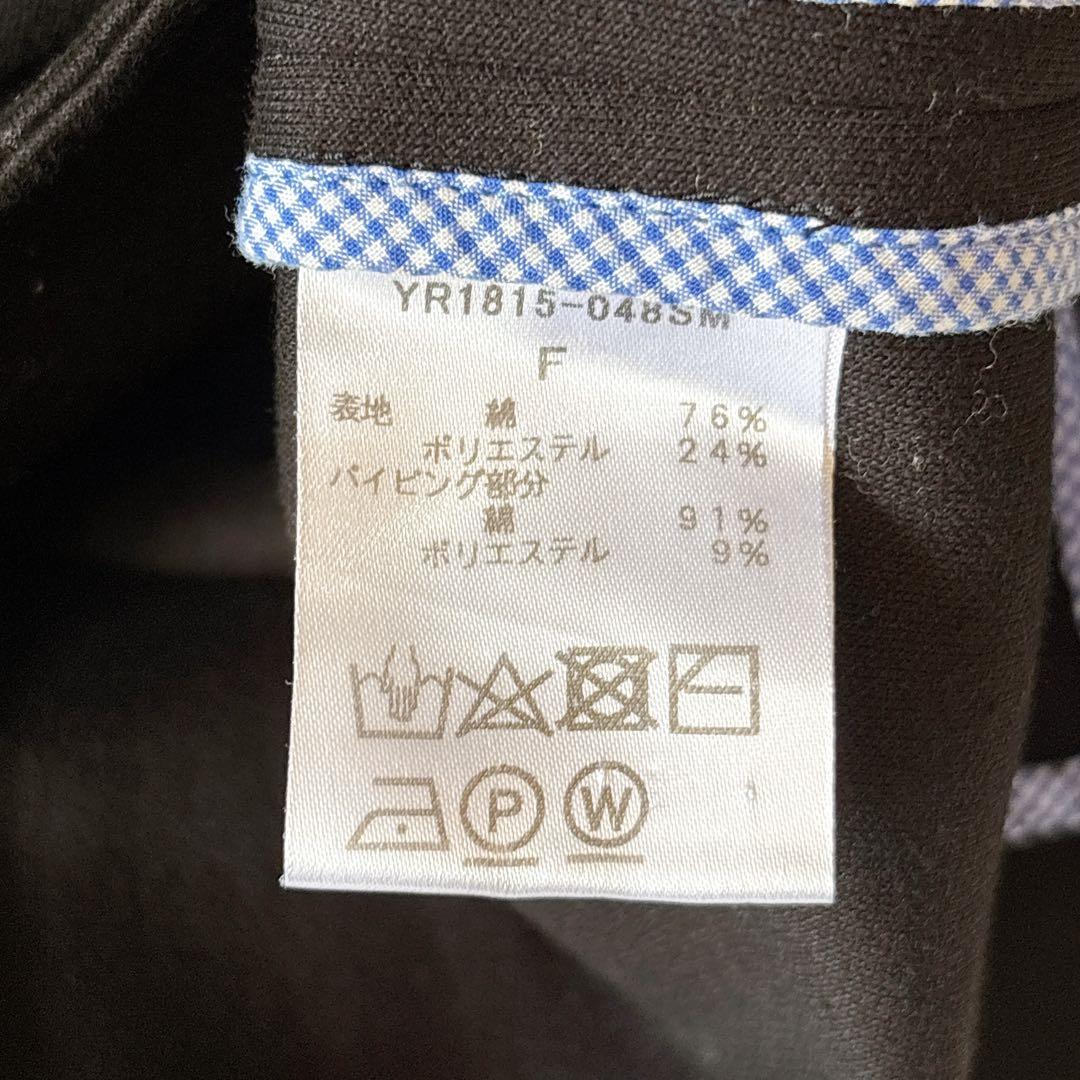 YR1815-048SM
F
表地 綿 76%
ポリエステル 24%
パイピング部分
綿 91%
ポリエステル 9%
P W